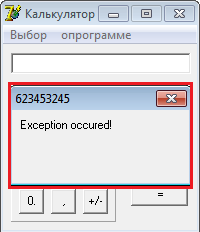 Калькулятор
Выбор опрограмме
623453245
Exception occured!
0. , +/- =